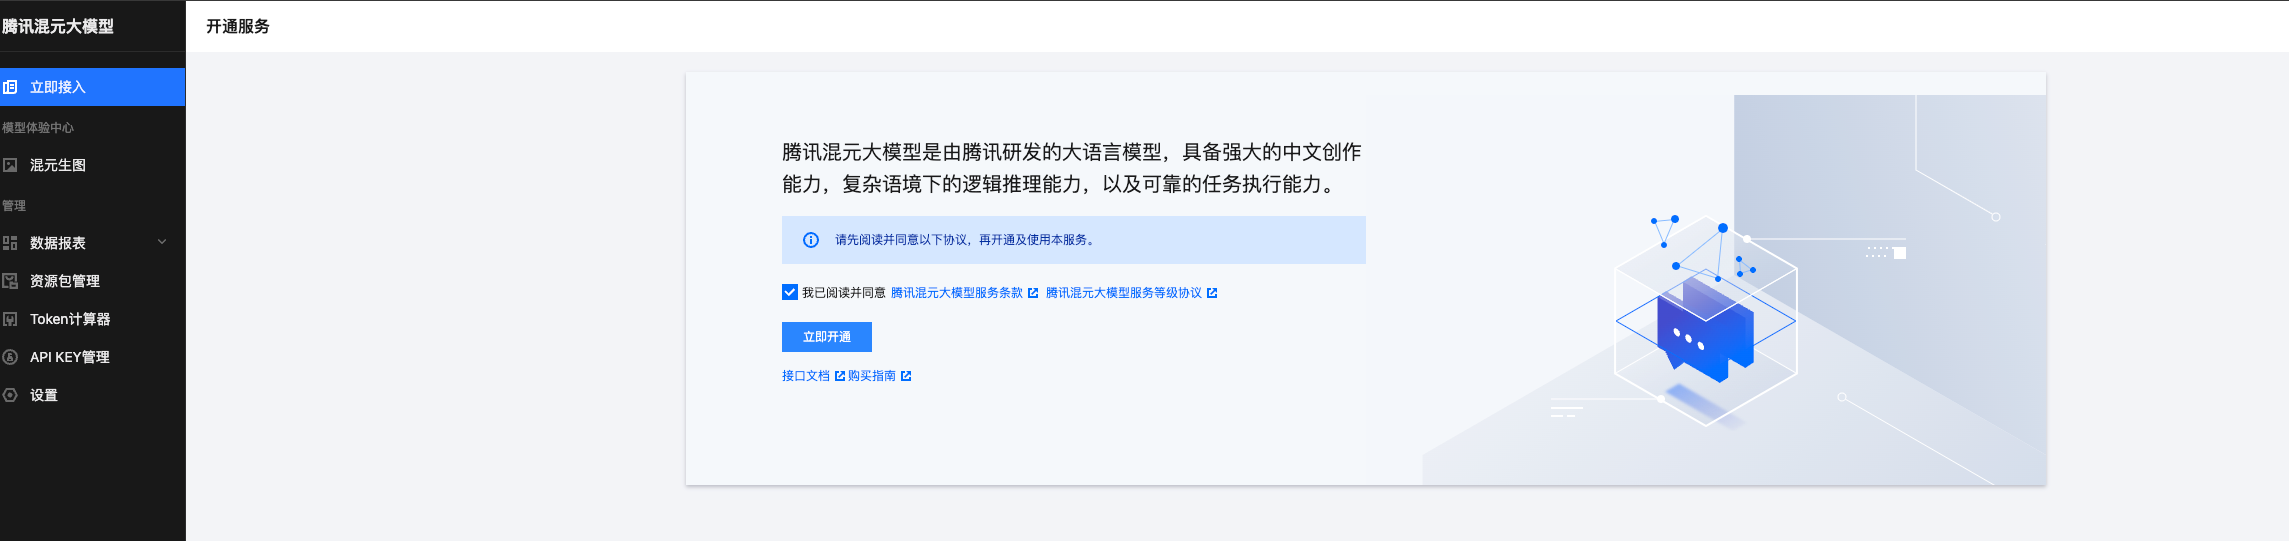 腾讯混元大模型
开通服务
立即接入
模型体验中心
混元生图
管理
数据报表
资源包管理
Token计算器
API KEY管理
设置
腾讯混元大模型是由腾讯研发的大语言模型，具备强大的中文创作
能力，复杂语境下的逻辑推理能力，以及可靠的任务执行能力。
请先阅读并同意以下协议，再开通及使用本服务。
我已阅读并同意 腾讯混元大模型服务条款 腾讯混元大模型服务等级协议
立即开通
接口文档 购买指南